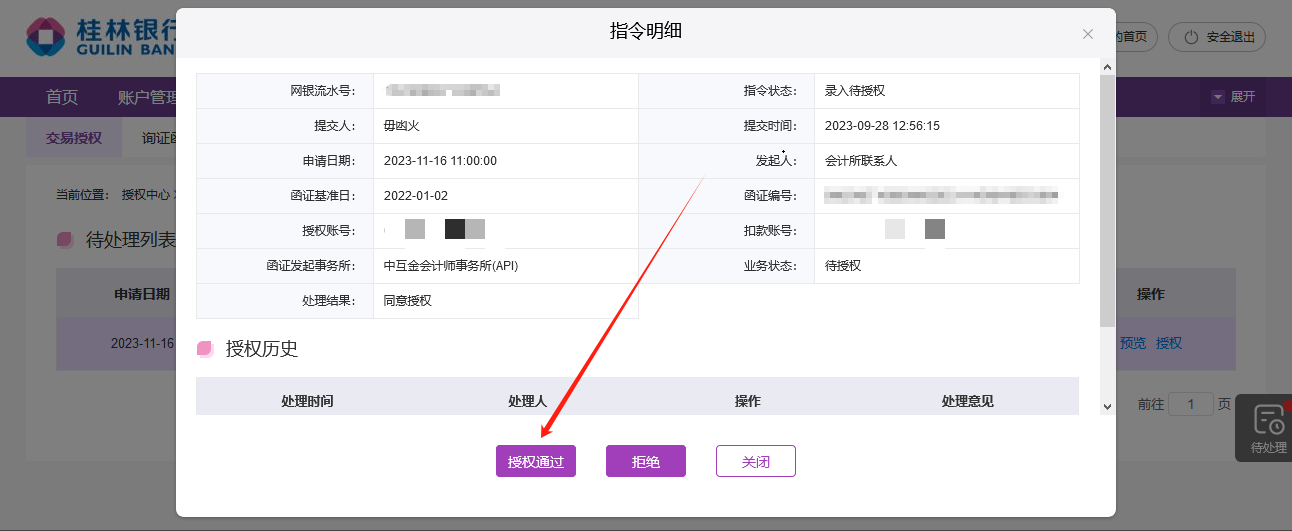 指令明细
桂林银行
GUILIN BAN
的首页
安全退出
首页
账户管理
展开
交易授权
询证函
当前位置: 授权中心
待处理列表
申请日期
操作
2023-11-16
预览 授权
前往 1 页
待处理
网银流水号:
指令状态: 录入待授权
提交人: 毋凼火
提交时间: 2023-09-28 12:56:15
申请日期: 2023-11-16 11:00:00
发起人: 会计所联系人
函证基准日: 2022-01-02
函证编号:
授权账号:
扣款账号:
函证发起事务所: 中互金会计师事务所(API)
业务状态: 待授权
处理结果: 同意授权
授权历史
处理时间 处理人 操作 处理意见
授权通过 拒绝 关闭